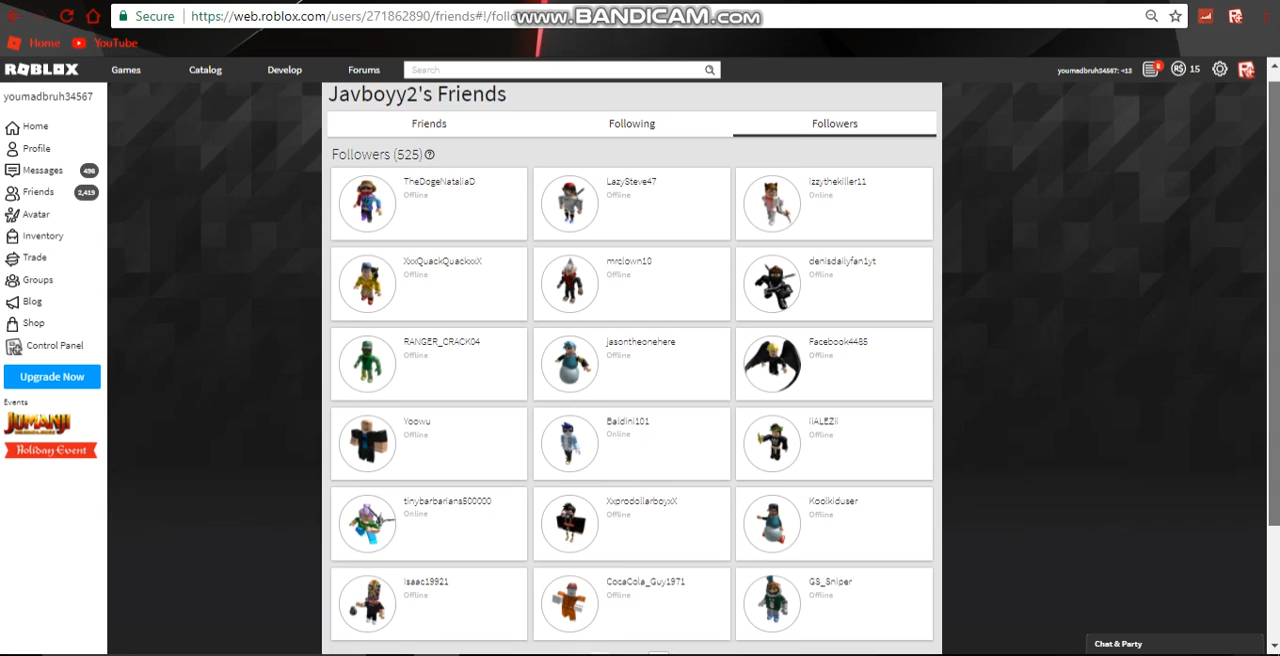 Secure https://web.roblox.com/users/271862890/friends#!/follo
www.BANDICAM.com
Home YouTube
ROBLOX Games Catalog Develop Forums Search youmadbruh34567: <13 15
youmadbruh34567
Home
Profile
Messages 498
Friends 2,419
Avatar
Inventory
Trade
Groups
Blog
Shop
Control Panel
Upgrade Now
Events
JUMANJI
Holiday Event
Javboyy2's Friends
Friends Following Followers
Followers (525)
TheDogeNataliaD LazySteve47 izzythekiller11
Offline Offline Online
XxxQuackQuackxxX mrclown10 denisdailyfan1yt
Offline Offline Offline
RANGER_CRACK04 jasontheonehere Facebook4485
Offline Offline Offline
Yoowu Baldini101
Offline Online Offline
tinybarbarians500000 XxprodollarboyxX Koolkiduser
Online Offline Offline
Isaac19921 CocaCola_Guy1971 GS_Sniper
Offline Offline Offline
Chat & Party